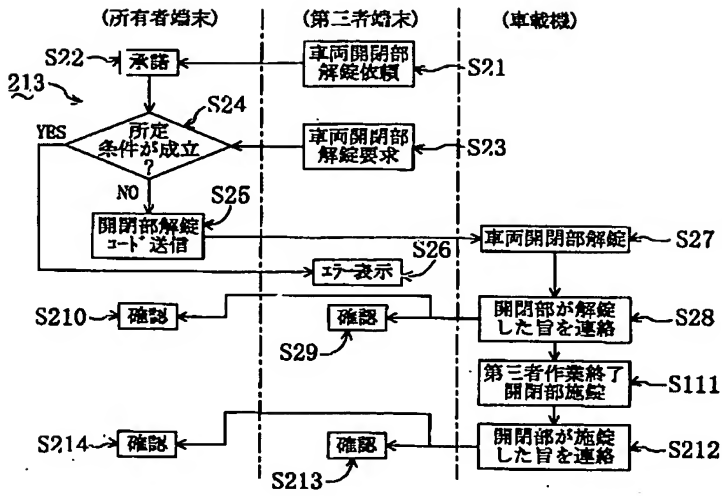 (所有者端末)
(第三者端末)
(車載機)
S22
承諾
車両開閉部
解錠依頼
S21
213
S24
YES
所定
条件が成立
?
車両開閉部
解錠要求
S23
NO
S25
開閉部解錠
コード送信
車両開閉部解錠
S27
S26
エラー表示
S210
確認
確認
S29
開閉部が解錠
した旨を連絡
S28
第三者作業終了
開閉部施錠
S111
S214
確認
確認
S213
開閉部が施錠
した旨を連絡
S212